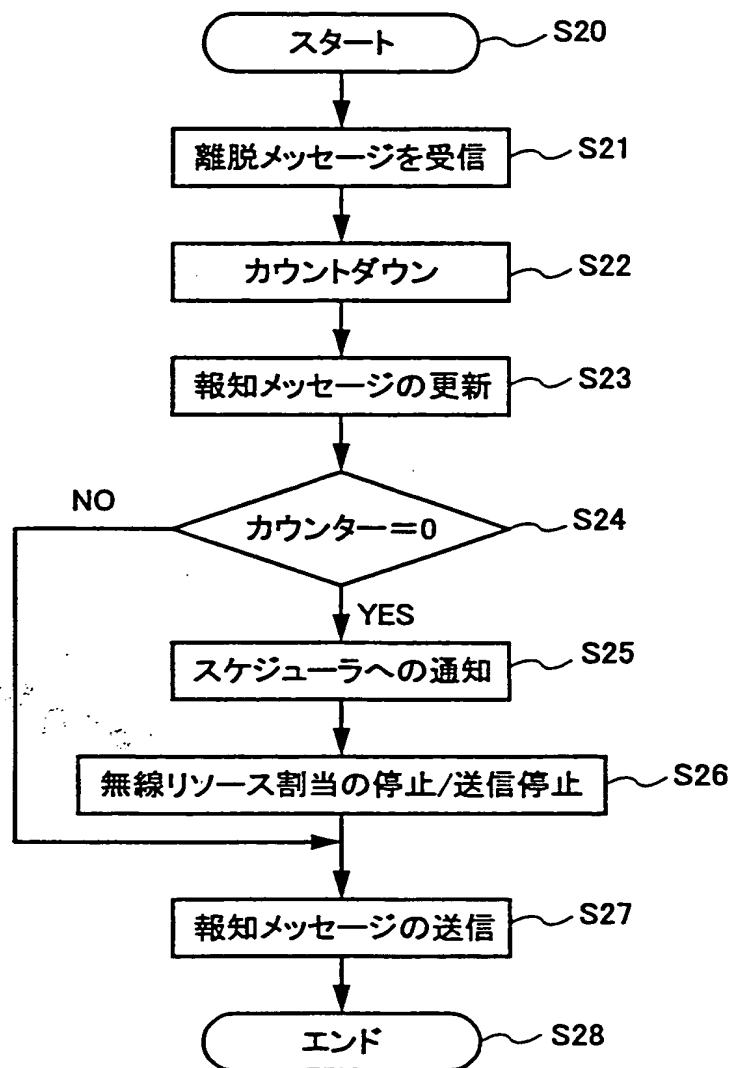 スタート
S20
離脱メッセージを受信
S21
カウントダウン
S22
報知メッセージの更新
S23
NO
カウンター=0
S24
YES
スケジューラへの通知
S25
無線リソース割当の停止/送信停止
S26
報知メッセージの送信
S27
エンド
S28